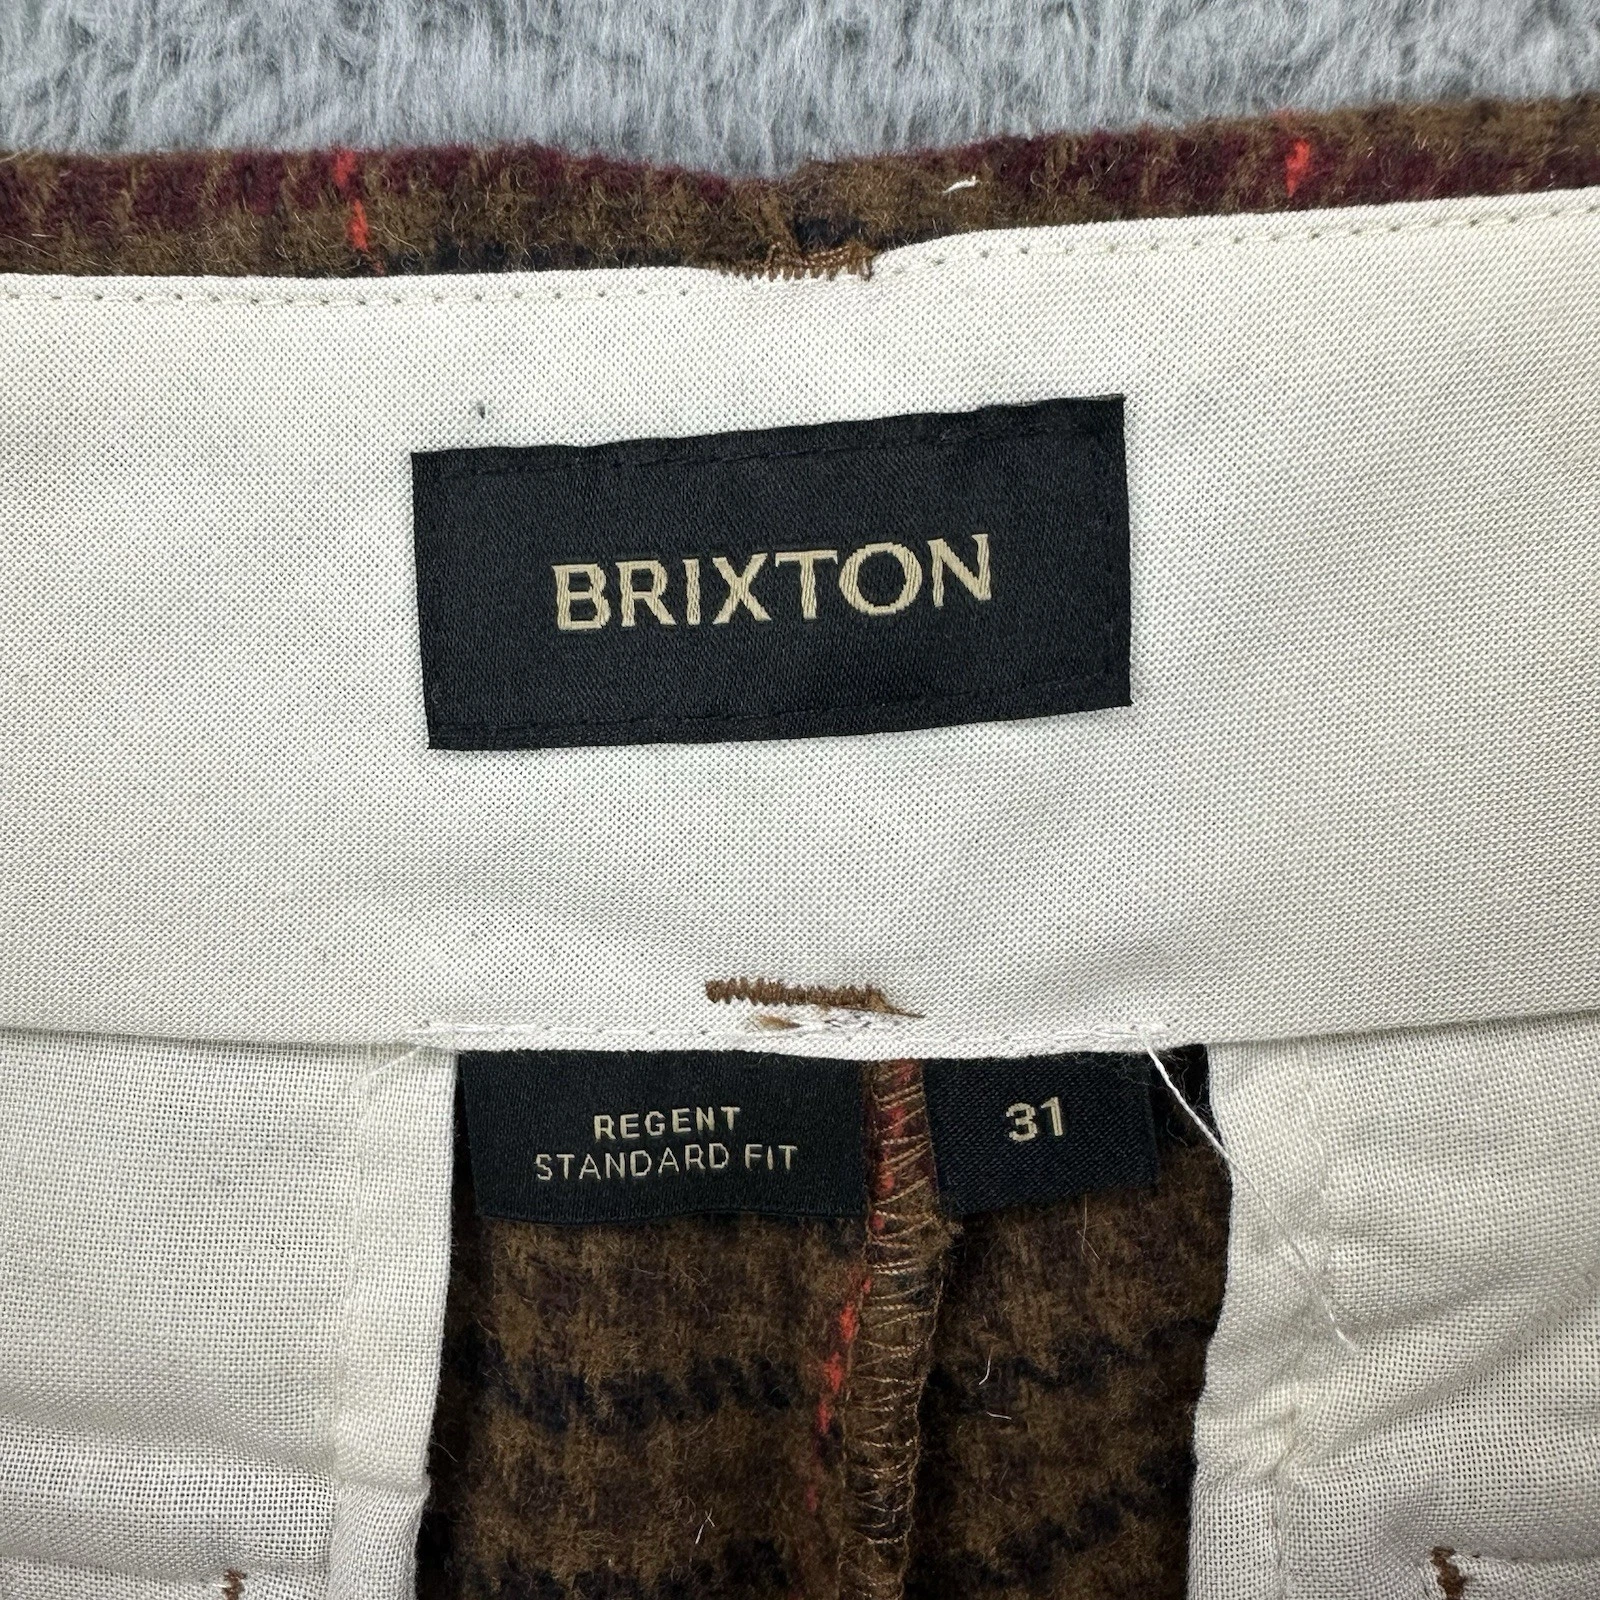 BRIXTON
REGENT
STANDARD FIT
31